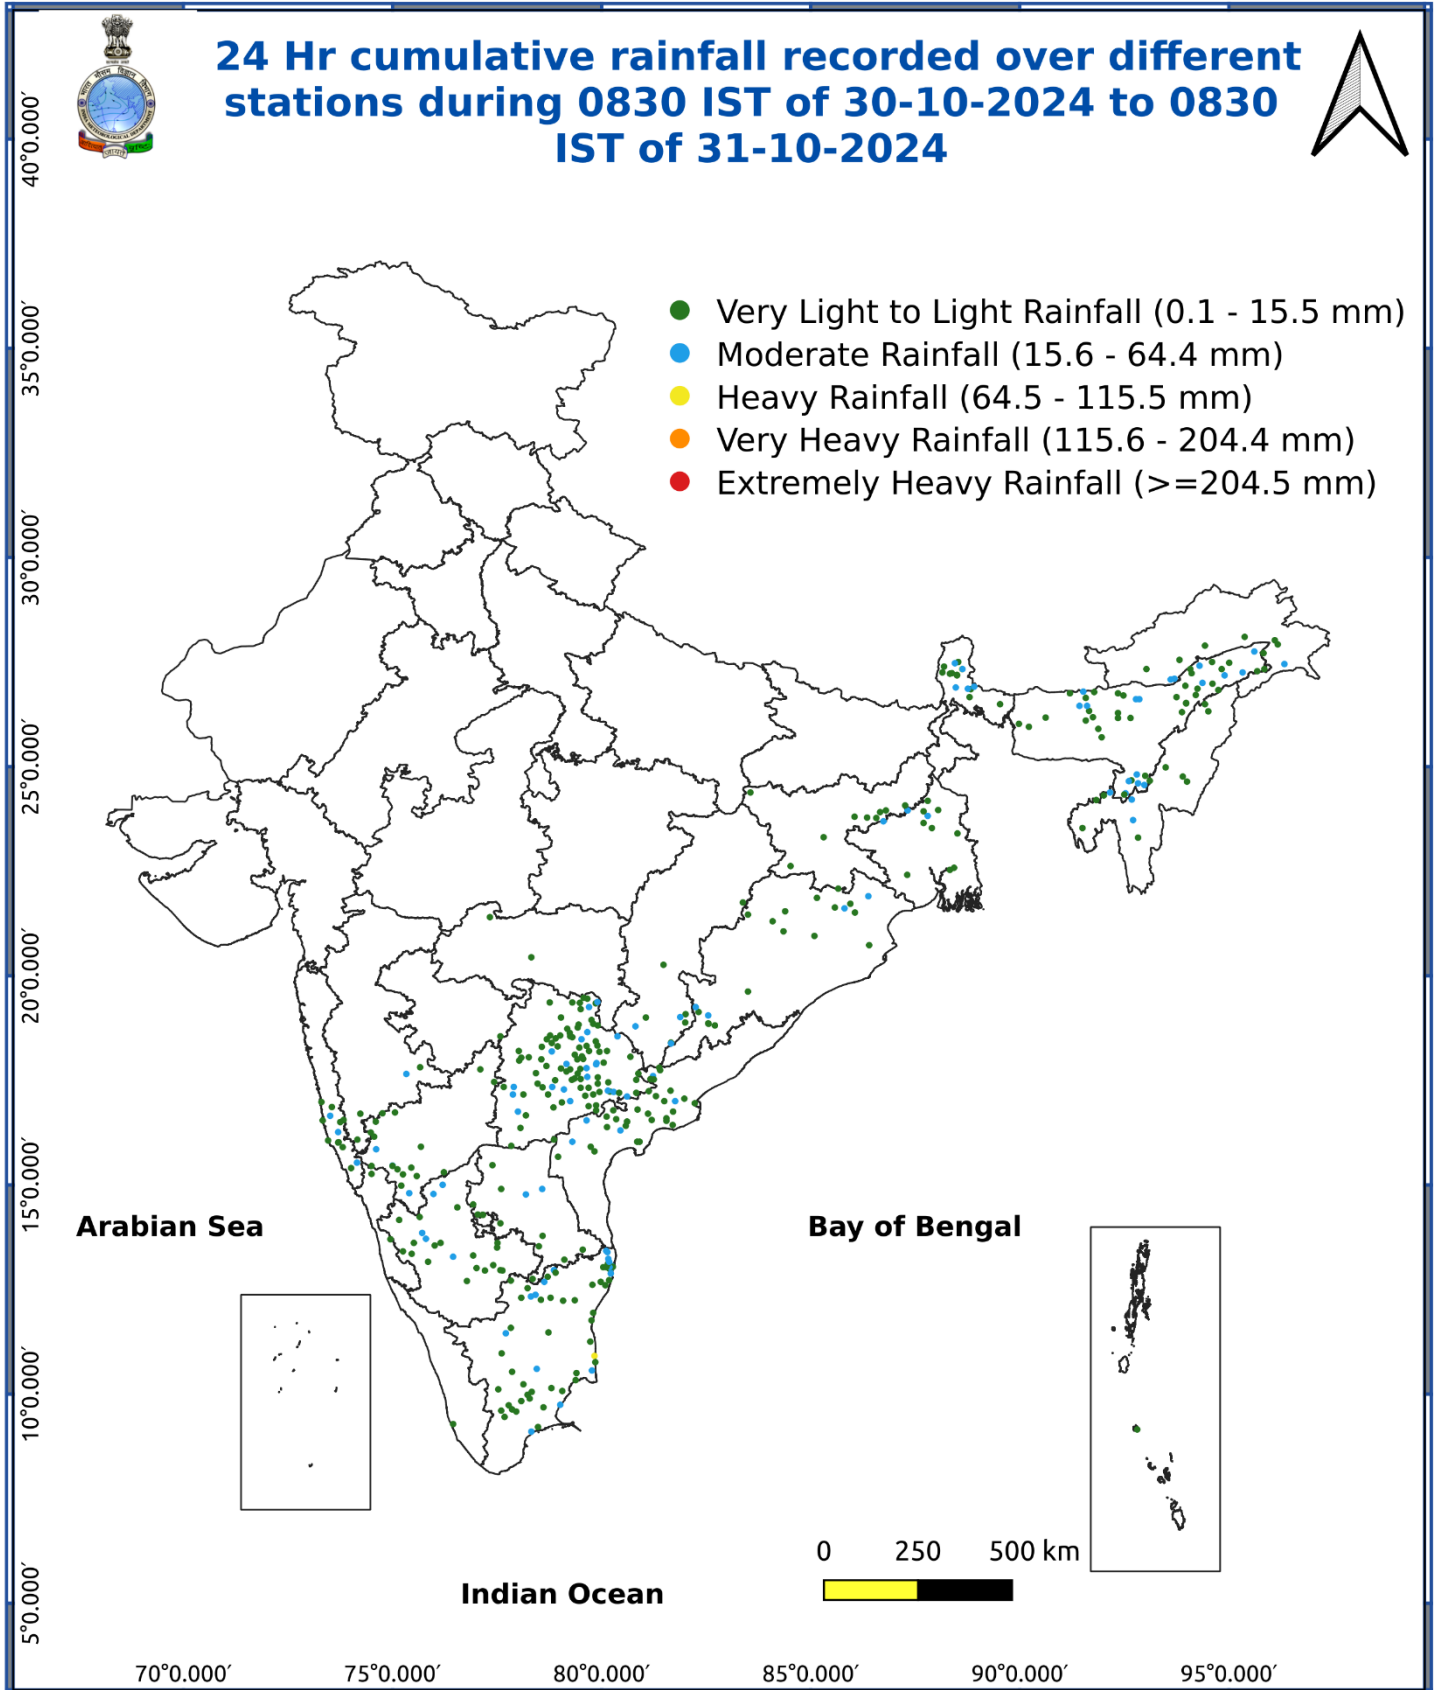 24 Hr cumulative rainfall recorded over different
stations during 0830 IST of 30-10-2024 to 0830
IST of 31-10-2024
Very Light to Light Rainfall (0.1 - 15.5 mm)
Moderate Rainfall (15.6 - 64.4 mm)
Heavy Rainfall (64.5 - 115.5 mm)
Very Heavy Rainfall (115.6 - 204.4 mm)
Extremely Heavy Rainfall (>=204.5 mm)
40°0.000′
35°0.000′
30°0.000′
25°0.000′
20°0.000′
15°0.000′
10°0.000′
5°0.000′
Arabian Sea
Bay of Bengal
Indian Ocean
0 250 500 km
70°0.000′ 75°0.000′ 80°0.000′ 85°0.000′ 90°0.000′ 95°0.000′